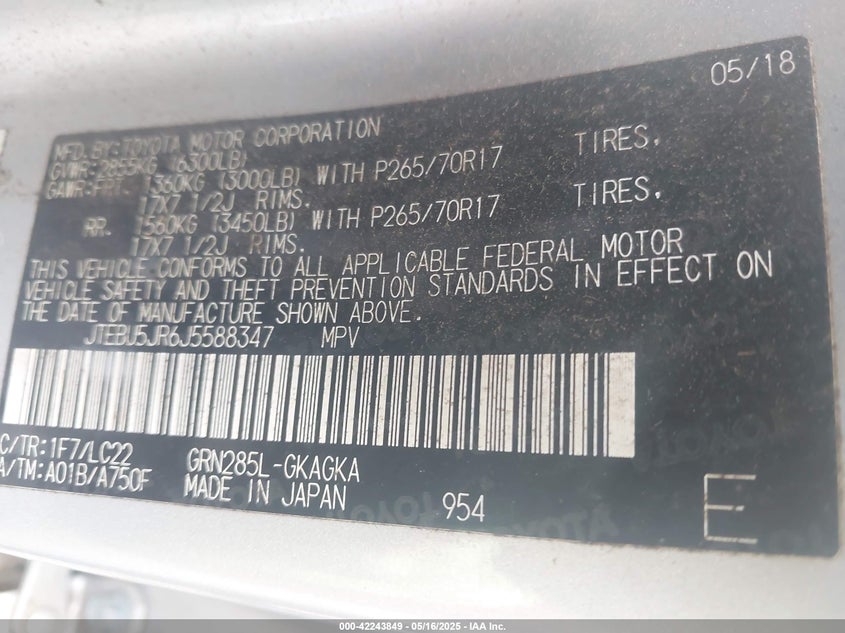 05/18
MFD.BY:TOYOTA MOTOR CORPORATION
GVWR:2855KG (6300LB)
GAWR:FRT. 1360KG (3000LB) WITH P265/70R17 TIRES,
17X7 1/2J RIMS.
RR. 1560KG (3450LB) WITH P265/70R17 TIRES,
17X7 1/2J RIMS.
THIS VEHICLE CONFORMS TO ALL APPLICABLE FEDERAL MOTOR
VEHICLE SAFETY AND THEFT PREVENTION STANDARDS IN EFFECT ON
THE DATE OF MANUFACTURE SHOWN ABOVE.
JTEBU5JR6J5588347 MPV
C/TR:1F7/LC22 GRN285L-GKAGKA
A/TM:A01B/A750F MADE IN JAPAN 954 E
000-42243849 - 05/16/2025 - IAA Inc.